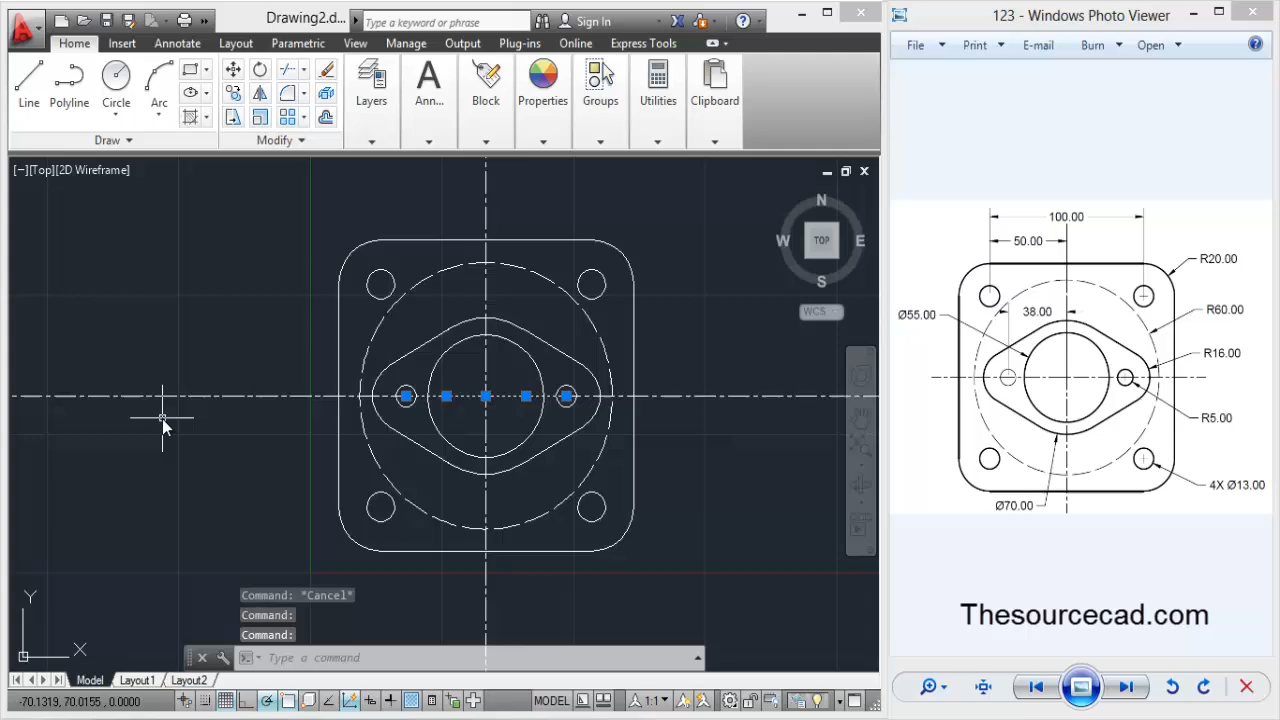 Drawing2.d...
Type a keyword or phrase
Sign In
Home
Insert
Annotate
Layout
Parametric
View
Manage
Output
Plug-ins
Online
Express Tools
Line
Polyline
Circle
Arc
Layers
Ann...
Block
Properties
Groups
Utilities
Clipboard
Draw
Modify
[−][Top][2D Wireframe]
N
W
TOP
E
S
WCS
Y
X
Command: *Cancel*
Command:
Command:
Type a command
Model
Layout1
Layout2
-70.1319, 70.0155, 0.0000
MODEL
1:1
123 - Windows Photo Viewer
File
Print
E-mail
Burn
Open
100.00
50.00
R20.00
38.00
R60.00
Ø55.00
R16.00
R5.00
4X Ø13.00
Ø70.00
Thesourcecad.com